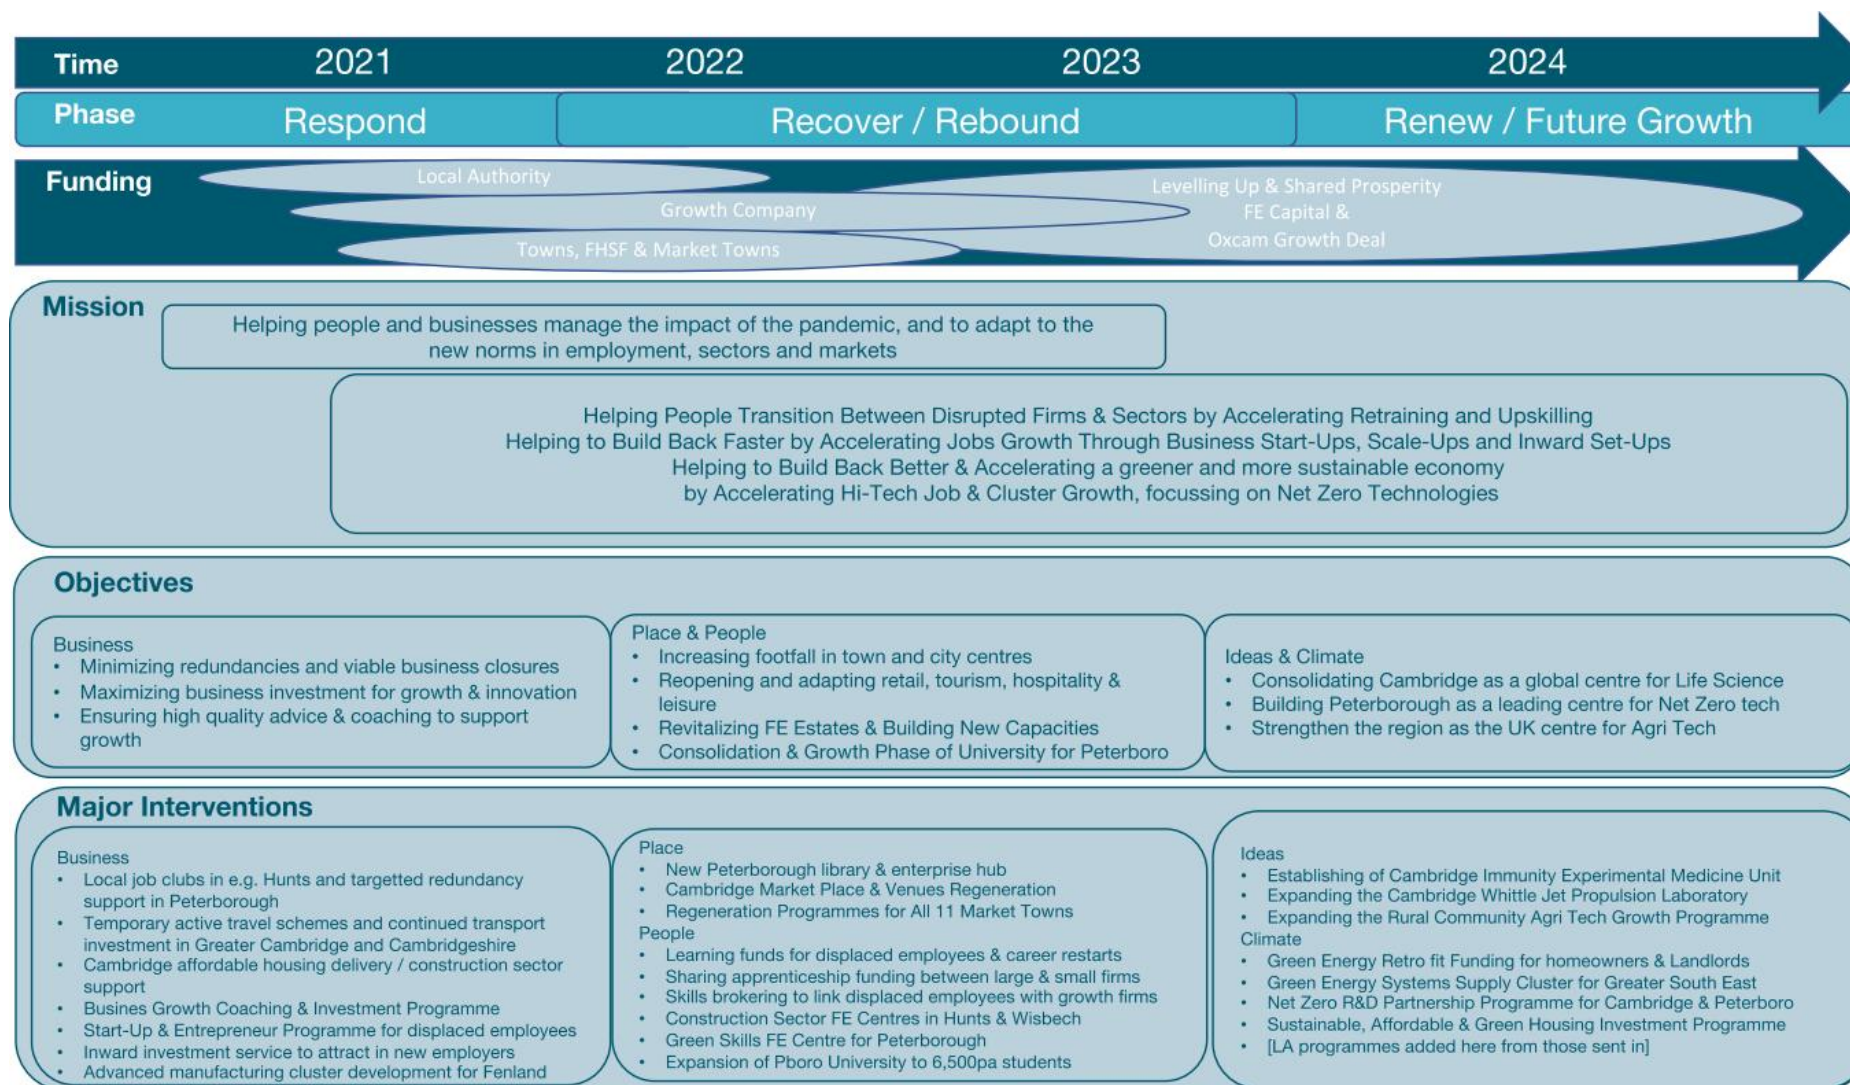 Time 2021 2022 2023 2024
Phase Respond Recover / Rebound Renew / Future Growth
Funding
Local Authority
Growth Company
Towns, FHSF & Market Towns
Levelling Up & Shared Prosperity
FE Capital &
Oxcam Growth Deal
Mission
Helping people and businesses manage the impact of the pandemic, and to adapt to the
new norms in employment, sectors and markets
Helping People Transition Between Disrupted Firms & Sectors by Accelerating Retraining and Upskilling
Helping to Build Back Faster by Accelerating Jobs Growth Through Business Start-Ups, Scale-Ups and Inward Set-Ups
Helping to Build Back Better & Accelerating a greener and more sustainable economy
by Accelerating Hi-Tech Job & Cluster Growth, focussing on Net Zero Technologies
Objectives
Business
• Minimizing redundancies and viable business closures
• Maximizing business investment for growth & innovation
• Ensuring high quality advice & coaching to support
growth
Place & People
• Increasing footfall in town and city centres
• Reopening and adapting retail, tourism, hospitality &
leisure
• Revitalizing FE Estates & Building New Capacities
• Consolidation & Growth Phase of University for Peterboro
Ideas & Climate
• Consolidating Cambridge as a global centre for Life Science
• Building Peterborough as a leading centre for Net Zero tech
• Strengthen the region as the UK centre for Agri Tech
Major Interventions
Business
• Local job clubs in e.g. Hunts and targetted redundancy
support in Peterborough
• Temporary active travel schemes and continued transport
investment in Greater Cambridge and Cambridgeshire
• Cambridge affordable housing delivery / construction sector
support
• Busines Growth Coaching & Investment Programme
• Start-Up & Entrepreneur Programme for displaced employees
• Inward investment service to attract in new employers
• Advanced manufacturing cluster development for Fenland
Place
• New Peterborough library & enterprise hub
• Cambridge Market Place & Venues Regeneration
• Regeneration Programmes for All 11 Market Towns
People
• Learning funds for displaced employees & career restarts
• Sharing apprenticeship funding between large & small firms
• Skills brokering to link displaced employees with growth firms
• Construction Sector FE Centres in Hunts & Wisbech
• Green Skills FE Centre for Peterborough
• Expansion of Pboro University to 6,500pa students
Ideas
• Establishing of Cambridge Immunity Experimental Medicine Unit
• Expanding the Cambridge Whittle Jet Propulsion Laboratory
• Expanding the Rural Community Agri Tech Growth Programme
Climate
• Green Energy Retro fit Funding for homeowners & Landlords
• Green Energy Systems Supply Cluster for Greater South East
• Net Zero R&D Partnership Programme for Cambridge & Peterboro
• Sustainable, Affordable & Green Housing Investment Programme
• [LA programmes added here from those sent in]